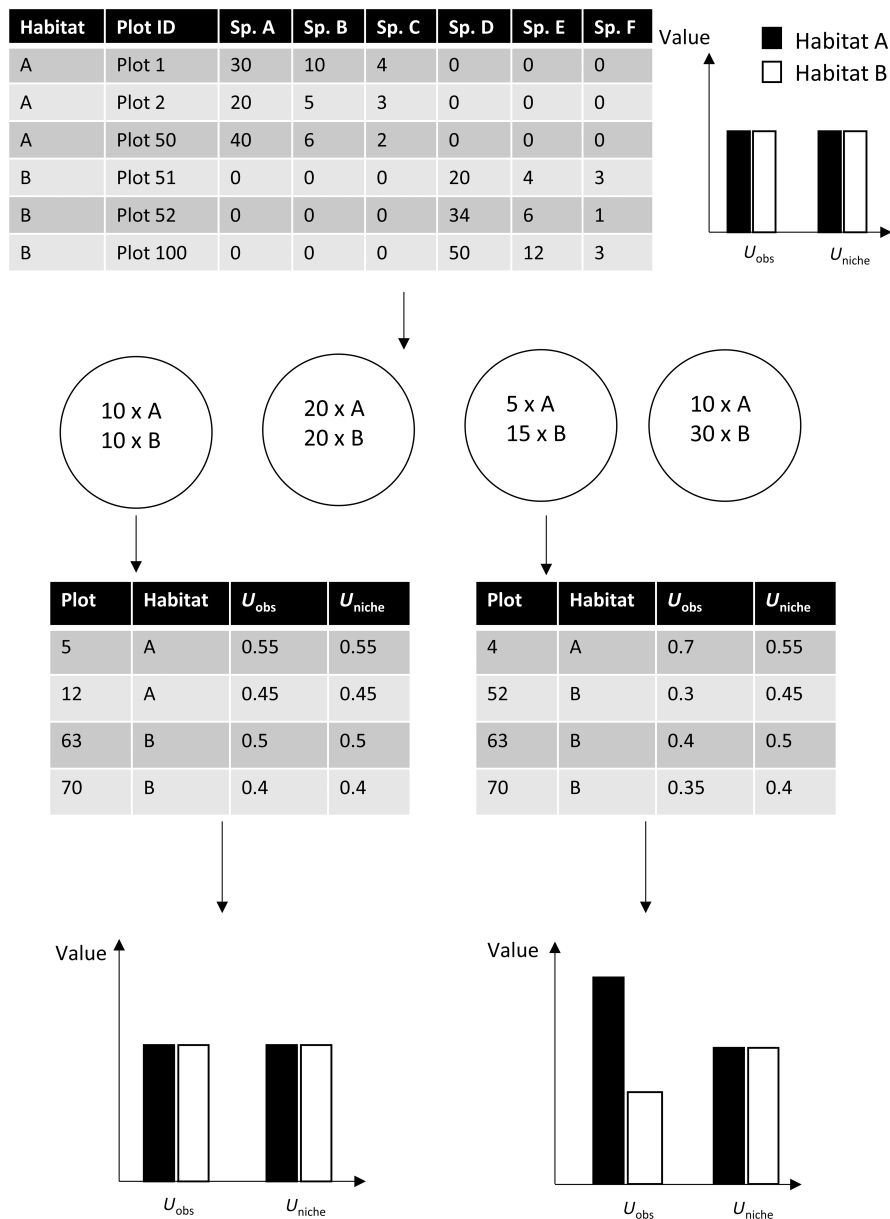 Habitat Plot ID Sp. A Sp. B Sp. C Sp. D Sp. E Sp. F
A Plot 1 30 10 4 0 0 0
A Plot 2 20 5 3 0 0 0
A Plot 50 40 6 2 0 0 0
B Plot 51 0 0 0 20 4 3
B Plot 52 0 0 0 34 6 1
B Plot 100 0 0 0 50 12 3
Value
Habitat A
Habitat B
Uobs Uniche
10 x A
10 x B
20 x A
20 x B
5 x A
15 x B
10 x A
30 x B
Plot Habitat Uobs Uniche
5 A 0.55 0.55
12 A 0.45 0.45
63 B 0.5 0.5
70 B 0.4 0.4
Plot Habitat Uobs Uniche
4 A 0.7 0.55
52 B 0.3 0.45
63 B 0.4 0.5
70 B 0.35 0.4
Value
Uobs Uniche
Value
Uobs Uniche